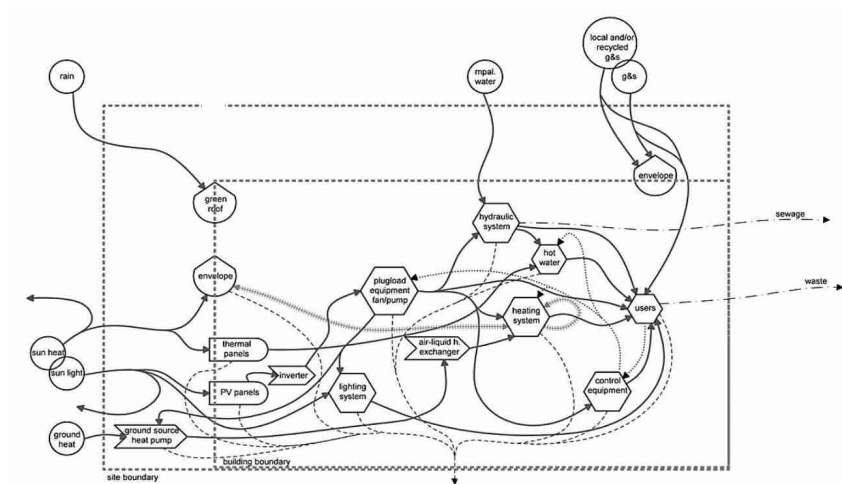 local and/or
recycled
g&s
rain
mpal.
water
g&s
envelope
green
roof
hydraulic
system
sewage
hot
water
envelope
plugload
equipment
fan/pump
waste
users
heating
system
sun heat
thermal
panels
air-liquid h.
exchanger
sun light
inverter
PV panels
lighting
system
control
equipment
ground
heat
ground source
heat pump
building boundary
site boundary